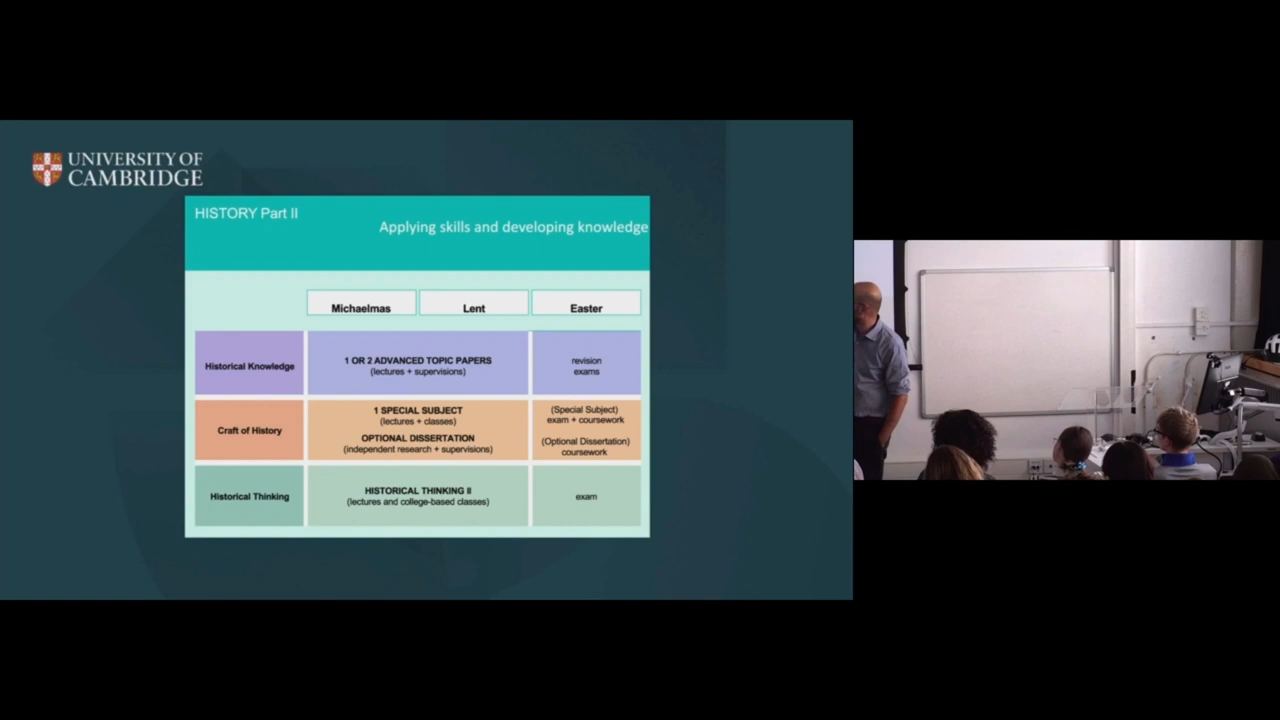 UNIVERSITY OF
CAMBRIDGE
HISTORY Part II
Applying skills and developing knowledge
Michaelmas
Lent
Easter
Historical Knowledge
1 OR 2 ADVANCED TOPIC PAPERS
(lectures + supervisions)
revision
exams
Craft of History
1 SPECIAL SUBJECT
(lectures + classes)
OPTIONAL DISSERTATION
(independent research + supervisions)
(Special Subject)
exam + coursework
(Optional Dissertation)
coursework
Historical Thinking
HISTORICAL THINKING II
(lectures and college-based classes)
exam